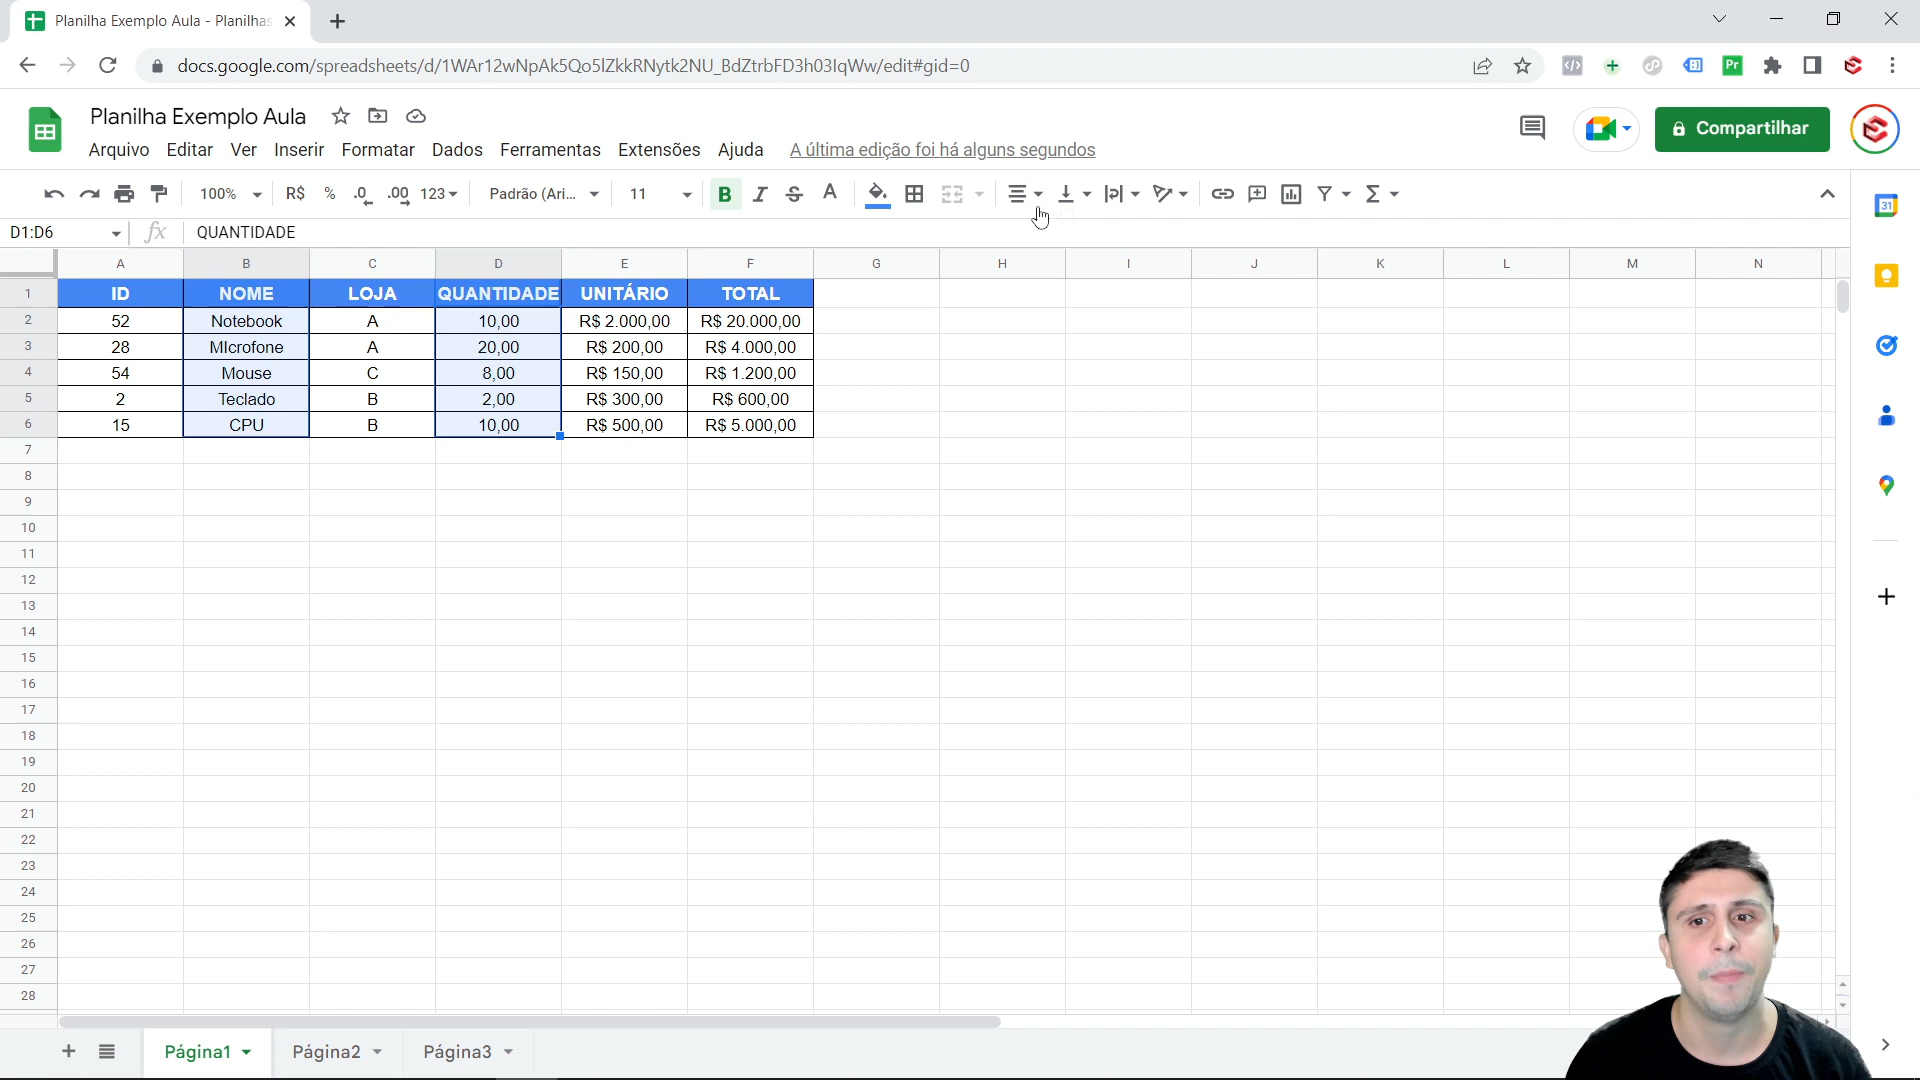 Planilha Exemplo Aula - Planilhas
docs.google.com/spreadsheets/d/1WAr12wNpAk5Qo5lZkkRNytk2NU_BdZtrbFD3h03lqWw/edit#gid=0
Pr
Planilha Exemplo Aula
Arquivo Editar Ver Inserir Formatar Dados Ferramentas Extensões Ajuda A última edição foi há alguns segundos
Compartilhar
100% R$ % .0 .00 123 Padrão (Ari... 11 B I S A
31
D1:D6 fx QUANTIDADE
A B C D E F G H I J K L M N
1 ID NOME LOJA QUANTIDADE UNITÁRIO TOTAL
2 52 Notebook A 10,00 R$ 2.000,00 R$ 20.000,00
3 28 MIcrofone A 20,00 R$ 200,00 R$ 4.000,00
4 54 Mouse C 8,00 R$ 150,00 R$ 1.200,00
5 2 Teclado B 2,00 R$ 300,00 R$ 600,00
6 15 CPU B 10,00 R$ 500,00 R$ 5.000,00
7
8
9
10
11
12
13
14
15
16
17
18
19
20
21
22
23
24
25
26
27
28
Página1 Página2 Página3